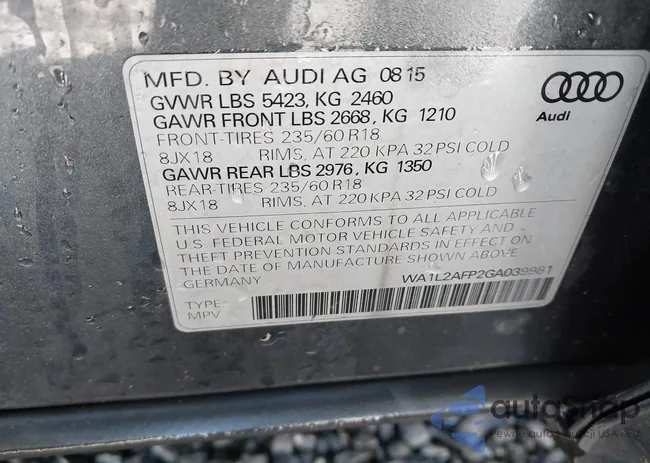 MFD. BY AUDI AG 08 15
GVWR LBS 5423, KG 2460
GAWR FRONT LBS 2668, KG 1210
FRONT-TIRES 235/60 R18
8JX18 RIMS, AT 220 KPA 32 PSI COLD
GAWR REAR LBS 2976, KG 1350
REAR-TIRES 235/60 R18
8JX18 RIMS, AT 220 KPA 32 PSI COLD
THIS VEHICLE CONFORMS TO ALL APPLICABLE
U.S. FEDERAL MOTOR VEHICLE SAFETY AND
THEFT PREVENTION STANDARDS IN EFFECT ON
THE DATE OF MANUFACTURE SHOWN ABOVE
GERMANY WA1L2AFP2GA039981
TYPE:
MPV
Audi
autoSnap
aukcji USA - EU